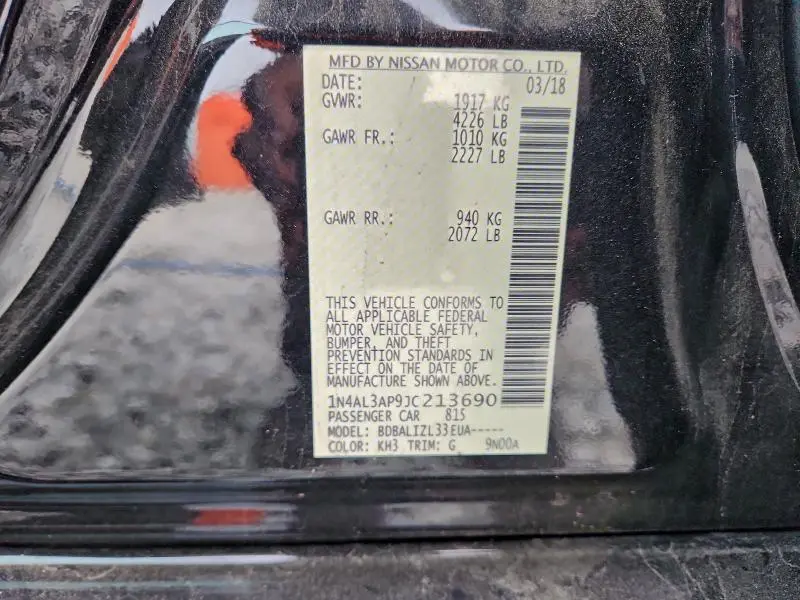 MFD BY NISSAN MOTOR CO., LTD.
DATE: 03/18
GVWR: 1917 KG
4226 LB
GAWR FR.: 1010 KG
2227 LB
GAWR RR.: 940 KG
2072 LB
THIS VEHICLE CONFORMS TO
ALL APPLICABLE FEDERAL
MOTOR VEHICLE SAFETY,
BUMPER, AND THEFT
PREVENTION STANDARDS IN
EFFECT ON THE DATE OF
MANUFACTURE SHOWN ABOVE.
1N4AL3AP9JC213690
PASSENGER CAR 815
MODEL: BDBALIZL33EUA-----
COLOR: KH3 TRIM: G 9N00A